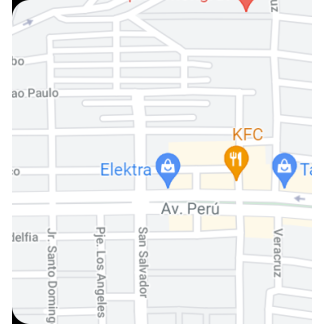 uz
bo
ao Paulo
KFC
Elektra
Ta
co
Av. Perú
delfia
Jr. Santo Doming
Pje. Los Angeles
San Salvador
Veracruz